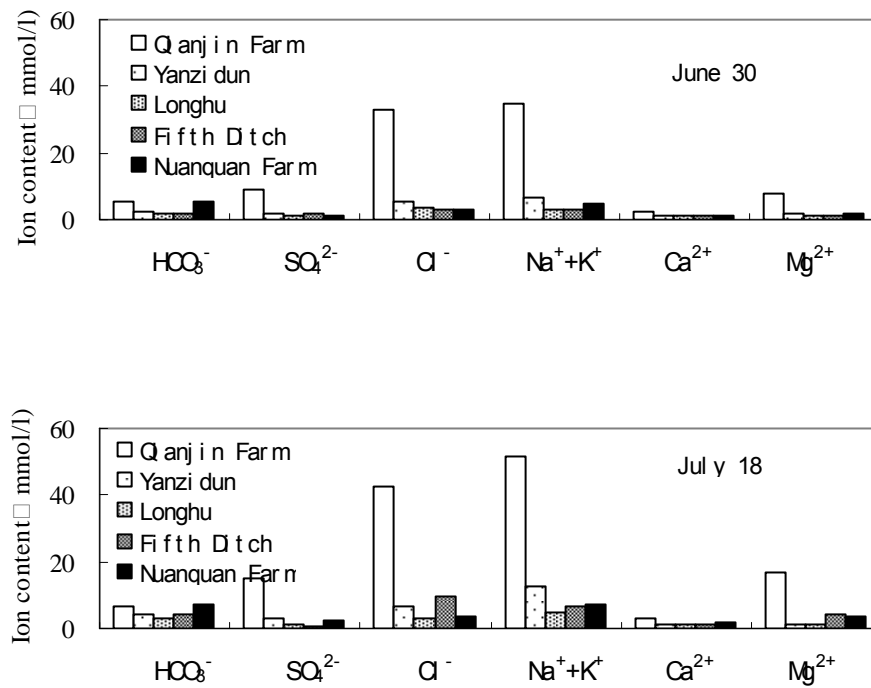 60
40
20
0
Ion content□ mmol/l)
Qianjin Farm
Yanzidun
Longhu
Fifth Ditch
Nuanquan Farm
June 30
HCO₃⁻ SO₄²⁻ Cl⁻ Na⁺+K⁺ Ca²⁺ Mg²⁺
60
40
20
0
Ion content□ mmol/l)
Qianjin Farm
Yanzidun
Longhu
Fifth Ditch
Nuanquan Farm
July 18
HCO₃⁻ SO₄²⁻ Cl⁻ Na⁺+K⁺ Ca²⁺ Mg²⁺